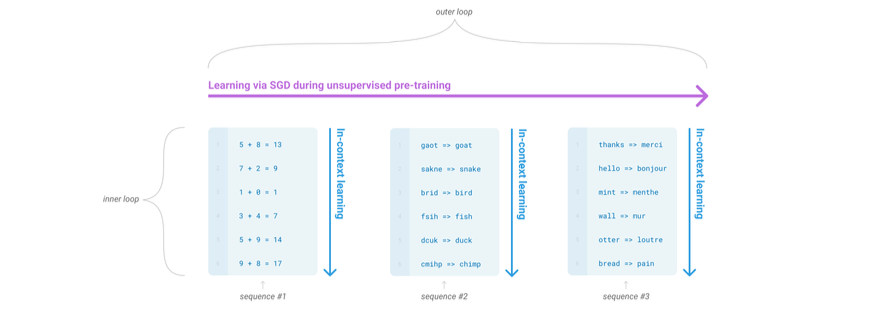 outer loop
Learning via SGD during unsupervised pre-training
inner loop
1 5 + 8 = 13
2 7 + 2 = 9
3 1 + 0 = 1
4 3 + 4 = 7
5 5 + 9 = 14
6 9 + 8 = 17
In-context learning
sequence #1
1 gaot => goat
2 sakne => snake
3 brid => bird
4 fsih => fish
5 dcuk => duck
6 cmihp => chimp
In-context learning
sequence #2
1 thanks => merci
2 hello => bonjour
3 mint => menthe
4 wall => mur
5 otter => loutre
6 bread => pain
In-context learning
sequence #3